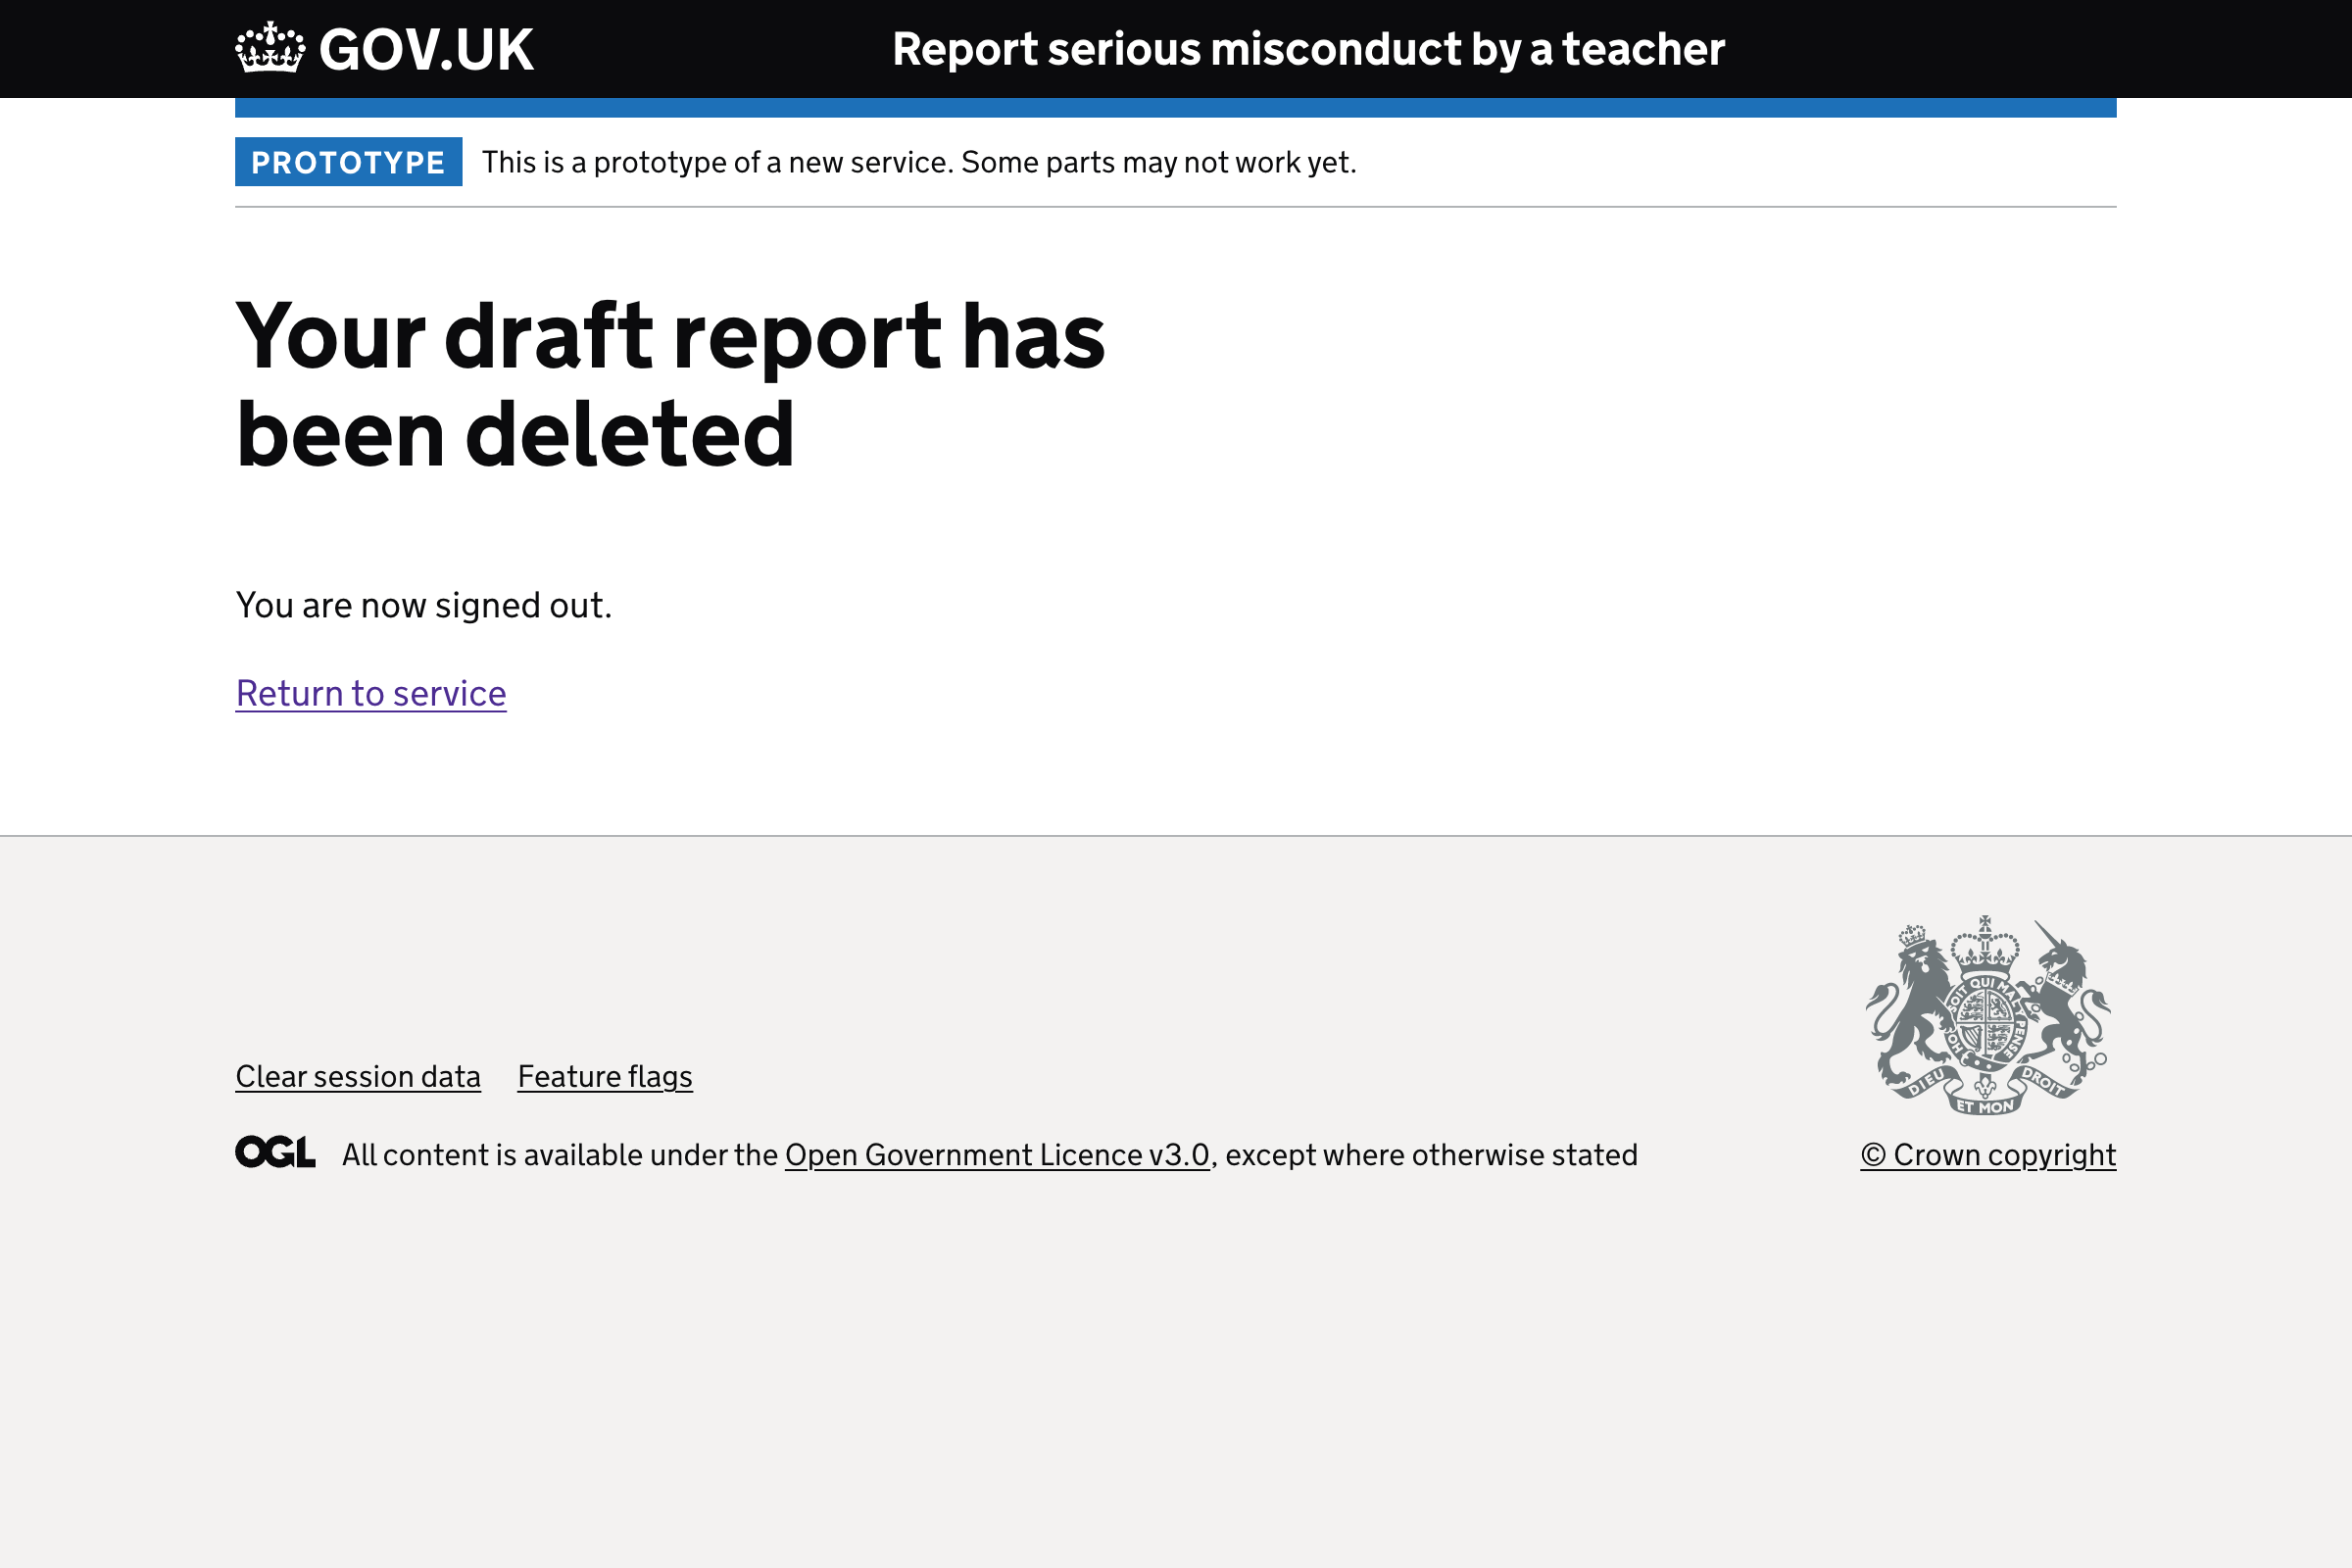 GOV.UK
Report serious misconduct by a teacher
PROTOTYPE
This is a prototype of a new service. Some parts may not work yet.
Your draft report has
been deleted
You are now signed out.
Return to service
Clear session data
Feature flags
OGL
All content is available under the Open Government Licence v3.0, except where otherwise stated
SOIT QUI MAL
PENSE
HO
DIEU
ET MON
DROIT
© Crown copyright